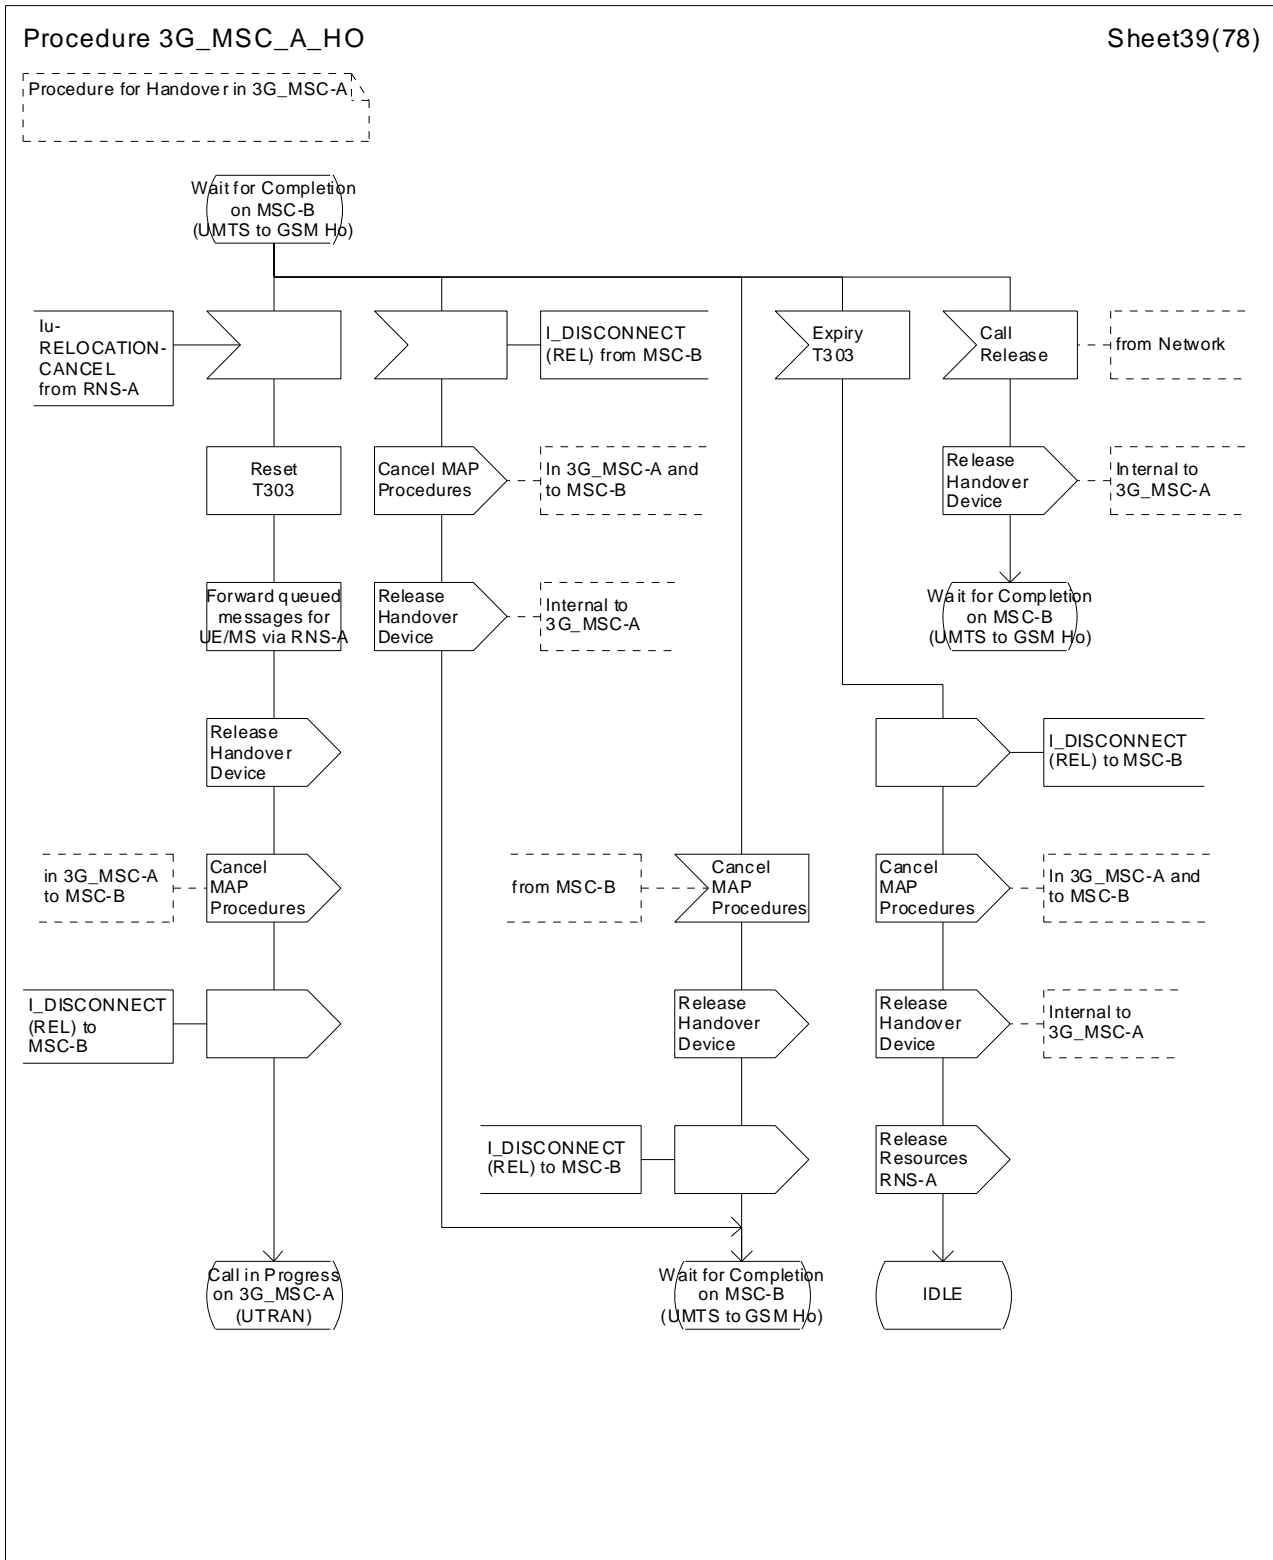 Procedure 3G_MSC_A_HO
Sheet39(78)
Procedure for Handover in 3G_MSC-A
Wait for Completion
on MSC-B
(UMTS to GSM Ho)
Iu-
RELOCATION-
CANCEL
from RNS-A
I_DISCONNECT
(REL) from MSC-B
Expiry
T303
Call
Release
from Network
Reset
T303
Cancel MAP
Procedures
In 3G_MSC-A and
to MSC-B
Release
Handover
Device
Internal to
3G_MSC-A
Forward queued
messages for
UE/MS via RNS-A
Release
Handover
Device
Internal to
3G_MSC-A
Wait for Completion
on MSC-B
(UMTS to GSM Ho)
Release
Handover
Device
I_DISCONNECT
(REL) to MSC-B
in 3G_MSC-A
to MSC-B
Cancel
MAP
Procedures
from MSC-B
Cancel
MAP
Procedures
Cancel
MAP
Procedures
In 3G_MSC-A and
to MSC-B
I_DISCONNECT
(REL) to
MSC-B
Release
Handover
Device
Release
Handover
Device
Internal to
3G_MSC-A
I_DISCONNECT
(REL) to MSC-B
Release
Resources
RNS-A
Call in Progress
on 3G_MSC-A
(UTRAN)
Wait for Completion
on MSC-B
(UMTS to GSM Ho)
IDLE